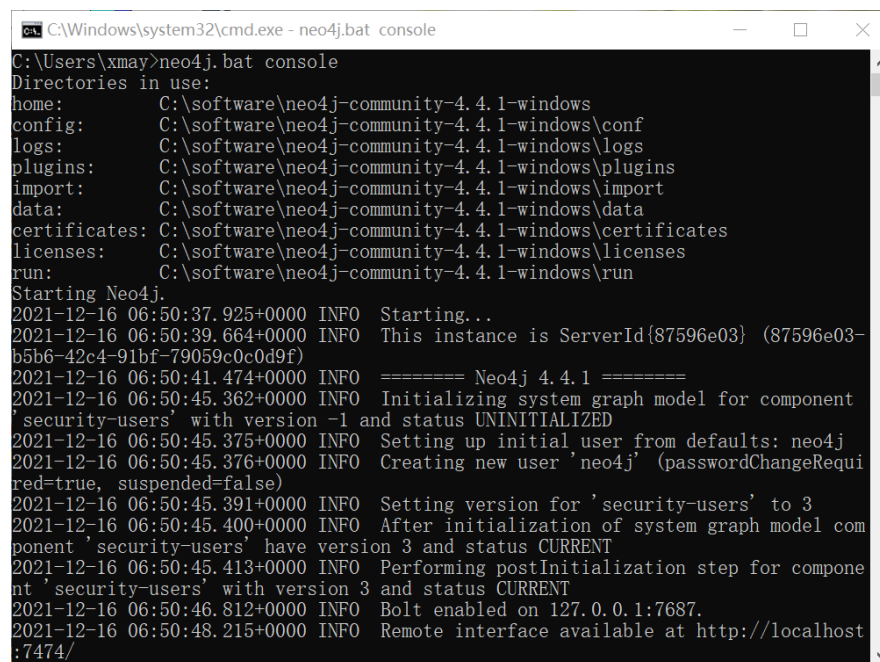 C:\Windows\system32\cmd.exe - neo4j.bat  console
C:\Users\xmay>neo4j.bat console
Directories in use:
home:         C:\software\neo4j-community-4.4.1-windows
config:       C:\software\neo4j-community-4.4.1-windows\conf
logs:         C:\software\neo4j-community-4.4.1-windows\logs
plugins:      C:\software\neo4j-community-4.4.1-windows\plugins
import:       C:\software\neo4j-community-4.4.1-windows\import
data:         C:\software\neo4j-community-4.4.1-windows\data
certificates: C:\software\neo4j-community-4.4.1-windows\certificates
licenses:     C:\software\neo4j-community-4.4.1-windows\licenses
run:          C:\software\neo4j-community-4.4.1-windows\run
Starting Neo4j.
2021-12-16 06:50:37.925+0000 INFO  Starting...
2021-12-16 06:50:39.664+0000 INFO  This instance is ServerId{87596e03} (87596e03-
b5b6-42c4-91bf-79059c0c0d9f)
2021-12-16 06:50:41.474+0000 INFO  ======== Neo4j 4.4.1 ========
2021-12-16 06:50:45.362+0000 INFO  Initializing system graph model for component
'security-users' with version -1 and status UNINITIALIZED
2021-12-16 06:50:45.375+0000 INFO  Setting up initial user from defaults: neo4j
2021-12-16 06:50:45.376+0000 INFO  Creating new user 'neo4j' (passwordChangeRequi
red=true, suspended=false)
2021-12-16 06:50:45.391+0000 INFO  Setting version for 'security-users' to 3
2021-12-16 06:50:45.400+0000 INFO  After initialization of system graph model com
ponent 'security-users' have version 3 and status CURRENT
2021-12-16 06:50:45.413+0000 INFO  Performing postInitialization step for compone
nt 'security-users' with version 3 and status CURRENT
2021-12-16 06:50:46.812+0000 INFO  Bolt enabled on 127.0.0.1:7687.
2021-12-16 06:50:48.215+0000 INFO  Remote interface available at http://localhost
:7474/